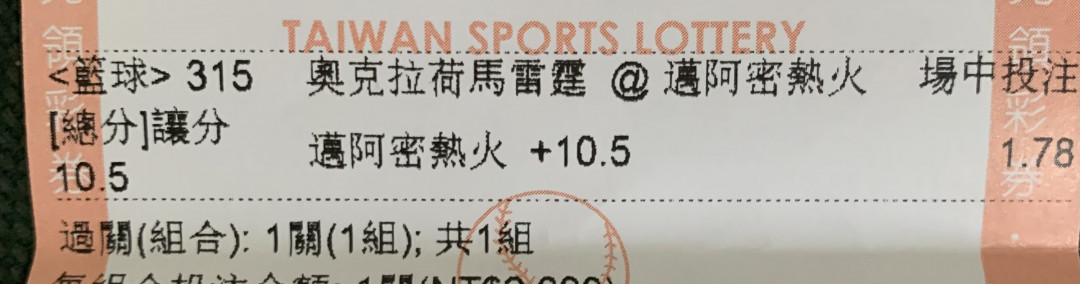 TAIWAN SPORTS LOTTERY
<籃球> 315 奧克拉荷馬雷霆 @ 邁阿密熱火 場中投注
[總分]讓分
邁阿密熱火 +10.5 1.78
10.5
過關(組合): 1關(1組); 共1組